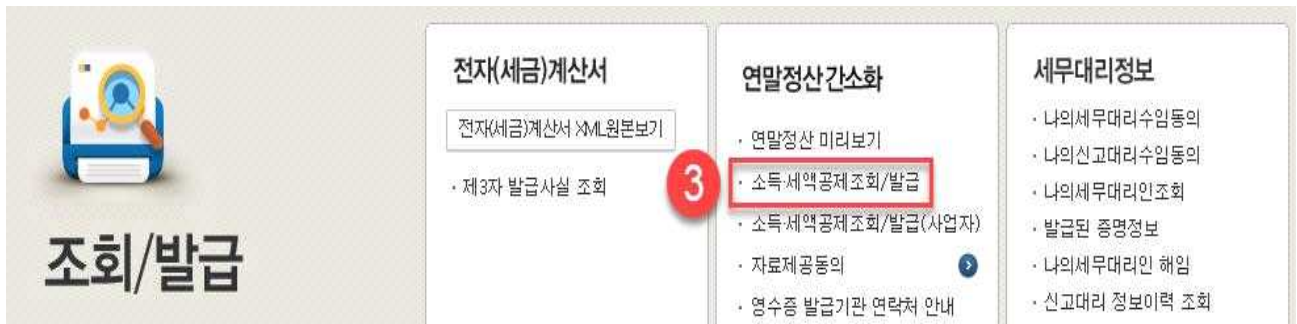 조회/발급
전자(세금)계산서
전자(세금)계산서 XML원본보기
· 제3자 발급사실 조회
연말정산간소화
· 연말정산 미리보기
3
· 소득·세액공제조회/발급
· 소득·세액공제조회/발급(사업자)
· 자료제공동의
· 영수증 발급기관 연락처 안내
세무대리정보
· 나의세무대리수임동의
· 나의신고대리수임동의
· 나의세무대리인조회
· 발급된 증명정보
· 나의세무대리인 해임
· 신고대리 정보이력 조회